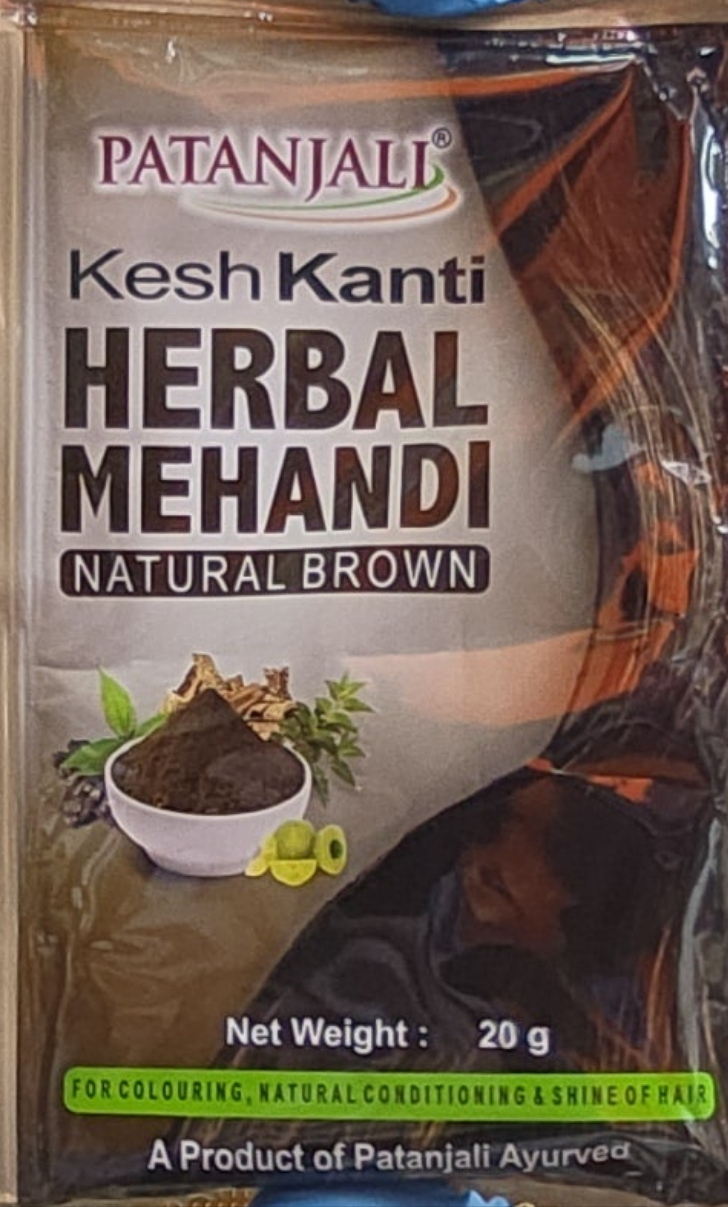 PATANJALI®
Kesh Kanti
HERBAL
MEHANDI
NATURAL BROWN
Net Weight : 20 g
FOR COLOURING, NATURAL CONDITIONING & SHINE OF HAIR
A Product of Patanjali Ayurved